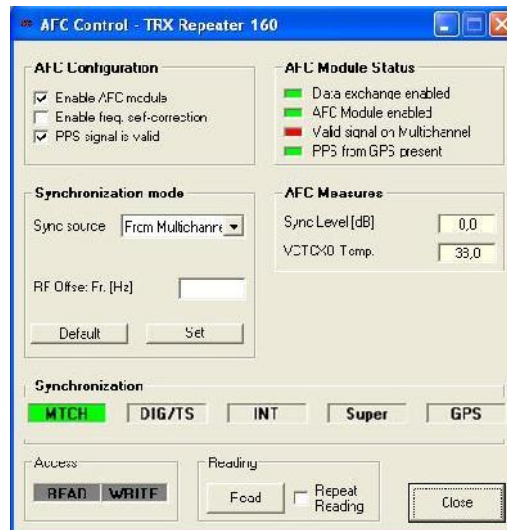 AFC Control - TRX Repeater 160
AFC Configuration
Enable AFC module
Enable freq. self-correction
PPS signal is valid
AFC Module Status
Data exchange enabled
AFC Module enabled
Valid signal on Multichannel
PPS from GPS present
Synchronization mode
Sync source From Multichanne
RF Offset Fr. [Hz]
Default Set
AFC Measures
Sync Level [dB] 0,0
VCTCXO Temp. 33,0
Synchronization
MTCH DIG/TS INT Super GPS
Access
READ WRITE
Reading
Read
Repeat
Reading
Close